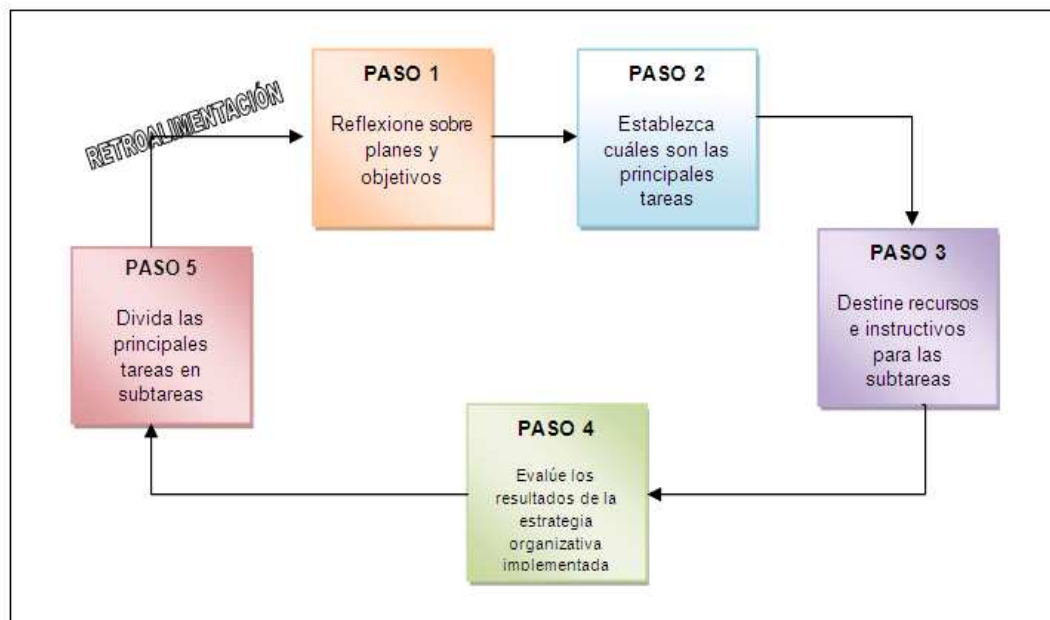 RETROALIMENTACIÓN
PASO 1
Reflexione sobre
planes y
objetivos
PASO 2
Establezca
cuáles son las
principales
tareas
PASO 3
Destine recursos
e instructivos
para las
subtareas
PASO 4
Evalúe los
resultados de la
estrategia
organizativa
implementada
PASO 5
Divida las
principales
tareas en
subtareas